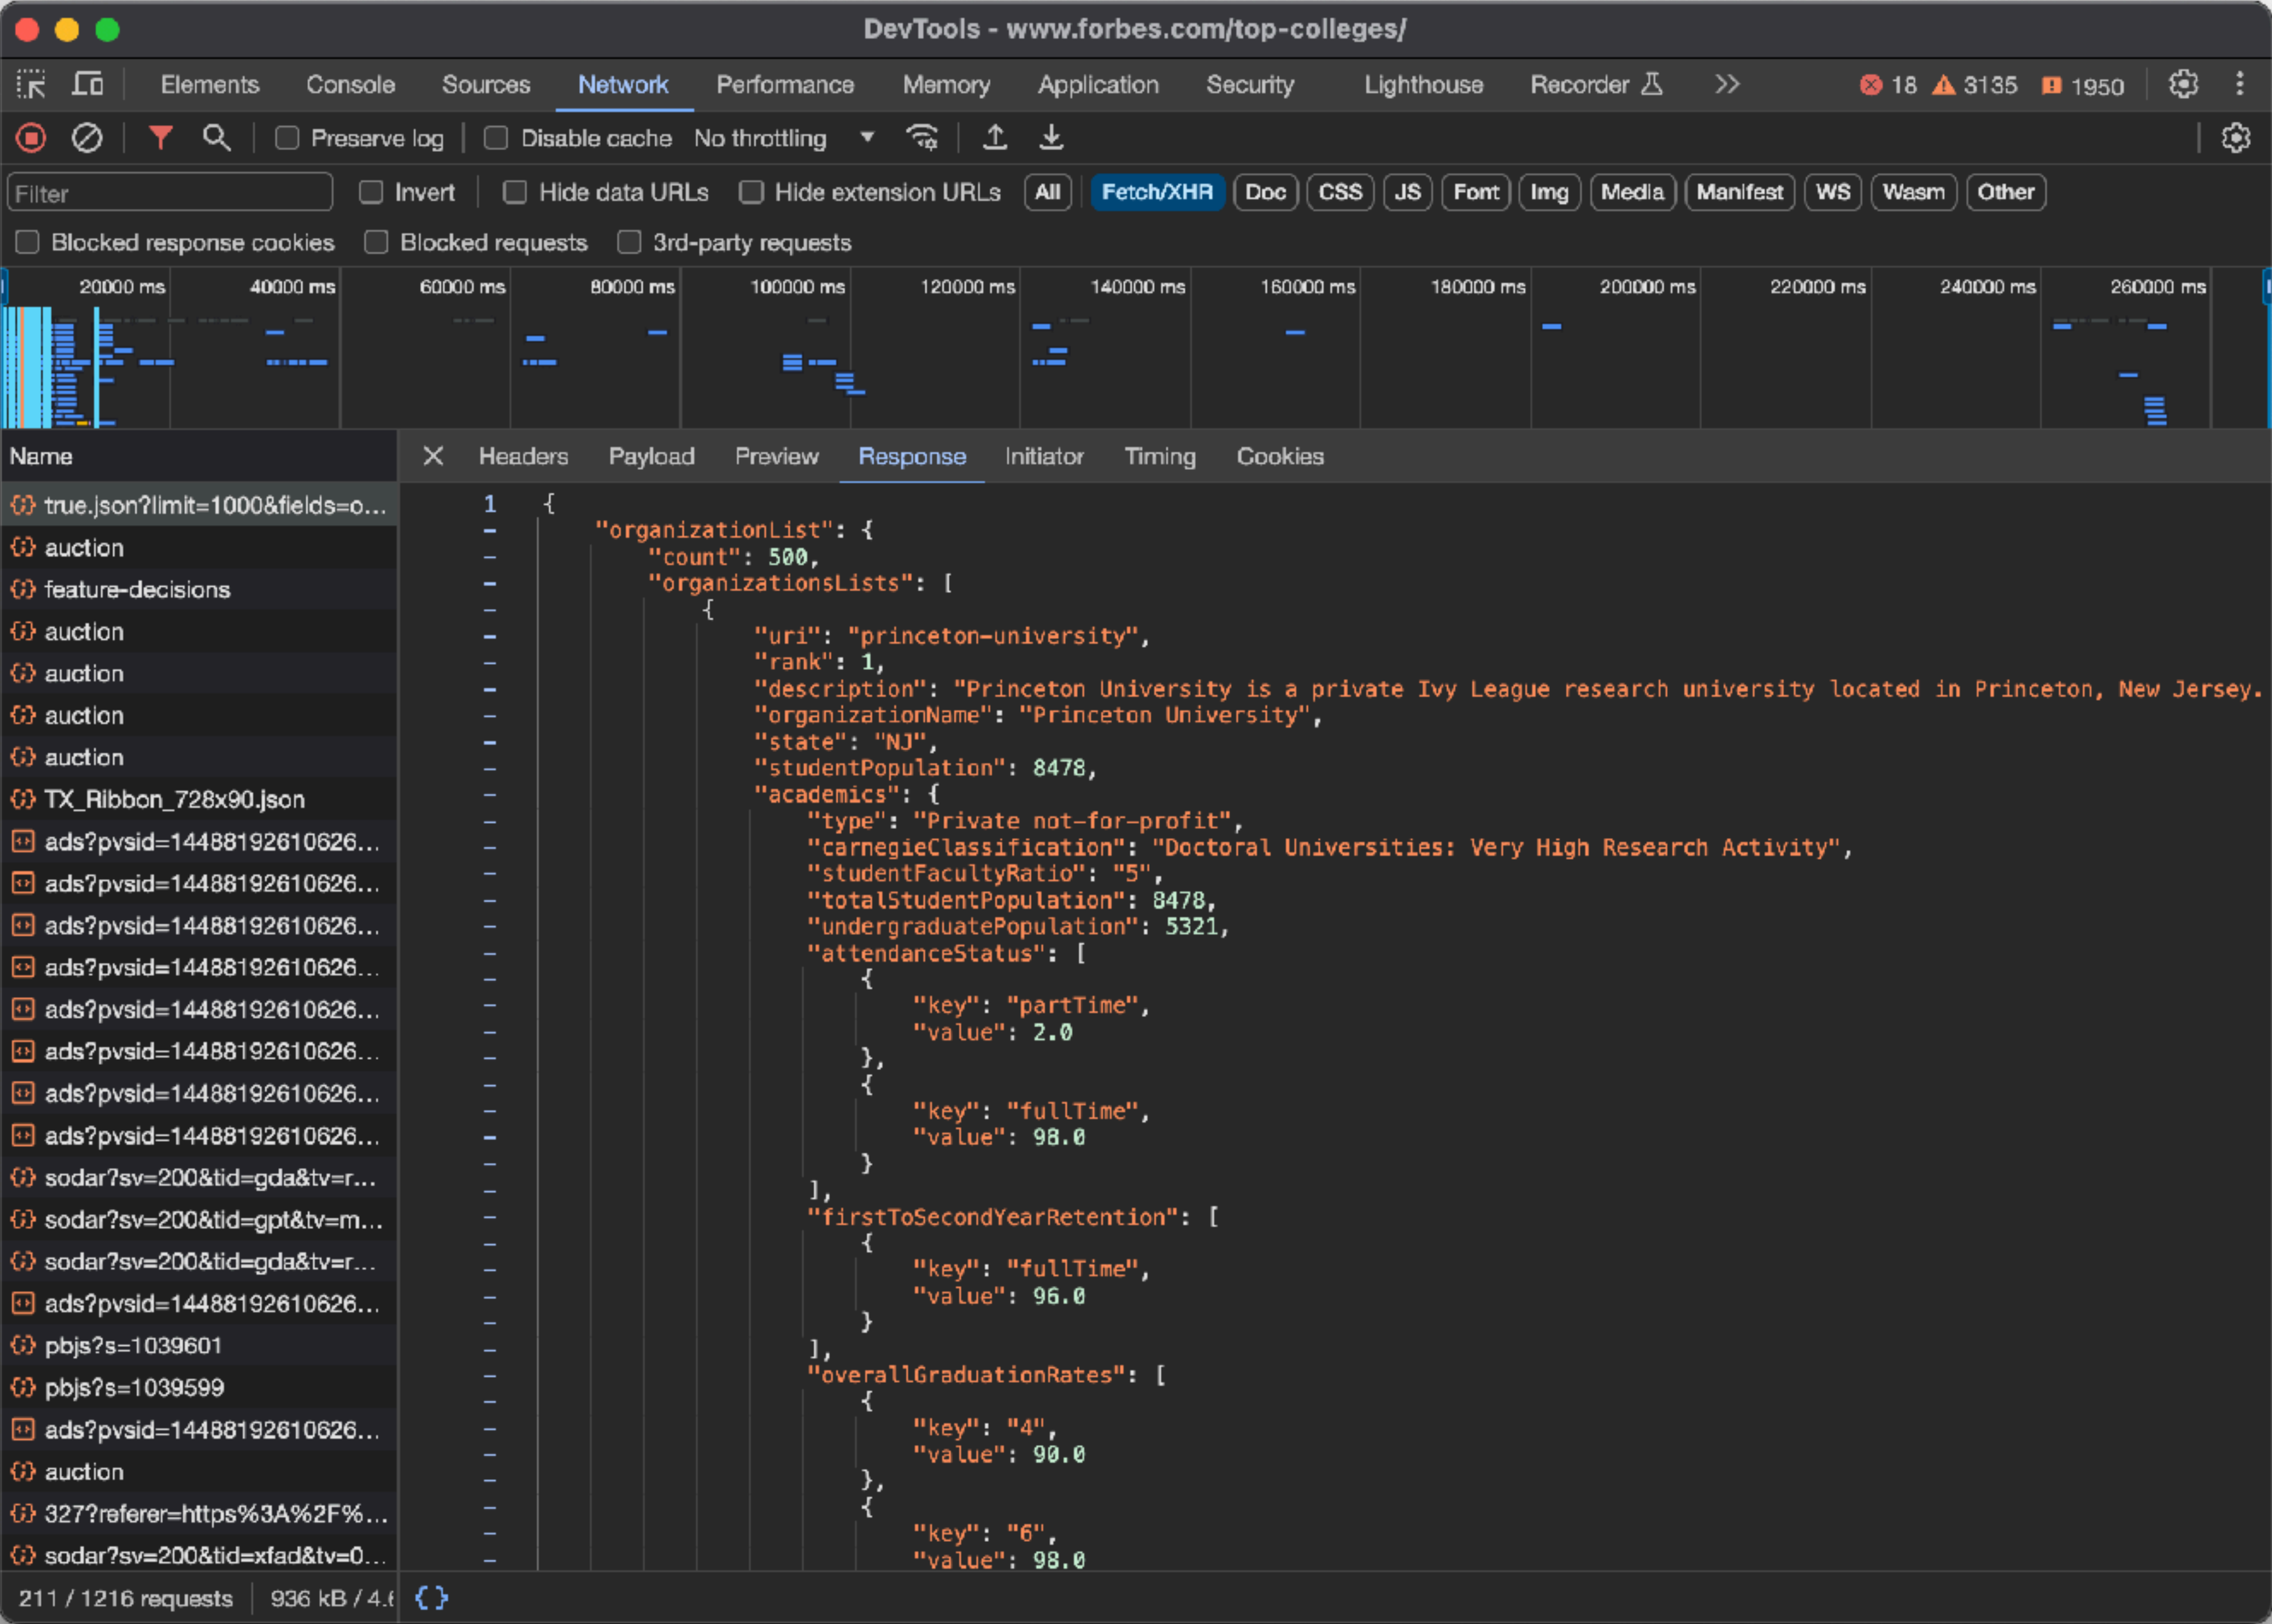 DevTools - www.forbes.com/top-colleges/
Elements Console Sources Network Performance Memory Application Security Lighthouse Recorder 18 3135 1950
Preserve log Disable cache No throttling
Filter Invert Hide data URLs Hide extension URLs All Fetch/XHR Doc CSS JS Font Img Media Manifest WS Wasm Other
Blocked response cookies Blocked requests 3rd-party requests
20000 ms 40000 ms 60000 ms 80000 ms 100000 ms 120000 ms 140000 ms 160000 ms 180000 ms 200000 ms 220000 ms 240000 ms 260000 ms
Name
true.json?limit=1000&fields=o...
auction
feature-decisions
auction
auction
auction
auction
TX_Ribbon_728x90.json
ads?pvsid=14488192610626...
ads?pvsid=14488192610626...
ads?pvsid=14488192610626...
ads?pvsid=14488192610626...
ads?pvsid=14488192610626...
ads?pvsid=14488192610626...
ads?pvsid=14488192610626...
ads?pvsid=14488192610626...
sodar?sv=200&tid=gda&tv=r...
sodar?sv=200&tid=gpt&tv=m...
sodar?sv=200&tid=gda&tv=r...
ads?pvsid=14488192610626...
pbjs?s=1039601
pbjs?s=1039599
ads?pvsid=14488192610626...
auction
327?referer=https%3A%2F%...
sodar?sv=200&tid=xfad&tv=0...
211 / 1216 requests 936 kB / 4.6
Headers Payload Preview Response Initiator Timing Cookies
1 {
"organizationList": {
"count": 500,
"organizationsLists": [
{
"uri": "princeton-university",
"rank": 1,
"description": "Princeton University is a private Ivy League research university located in Princeton, New Jersey.
"organizationName": "Princeton University",
"state": "NJ",
"studentPopulation": 8478,
"academics": {
"type": "Private not-for-profit",
"carnegieClassification": "Doctoral Universities: Very High Research Activity",
"studentFacultyRatio": "5",
"totalStudentPopulation": 8478,
"undergraduatePopulation": 5321,
"attendanceStatus": [
{
"key": "partTime",
"value": 2.0
},
{
"key": "fullTime",
"value": 98.0
}
],
"firstToSecondYearRetention": [
{
"key": "fullTime",
"value": 96.0
}
],
"overallGraduationRates": [
{
"key": "4",
"value": 90.0
},
{
"key": "6",
"value": 98.0
{ }